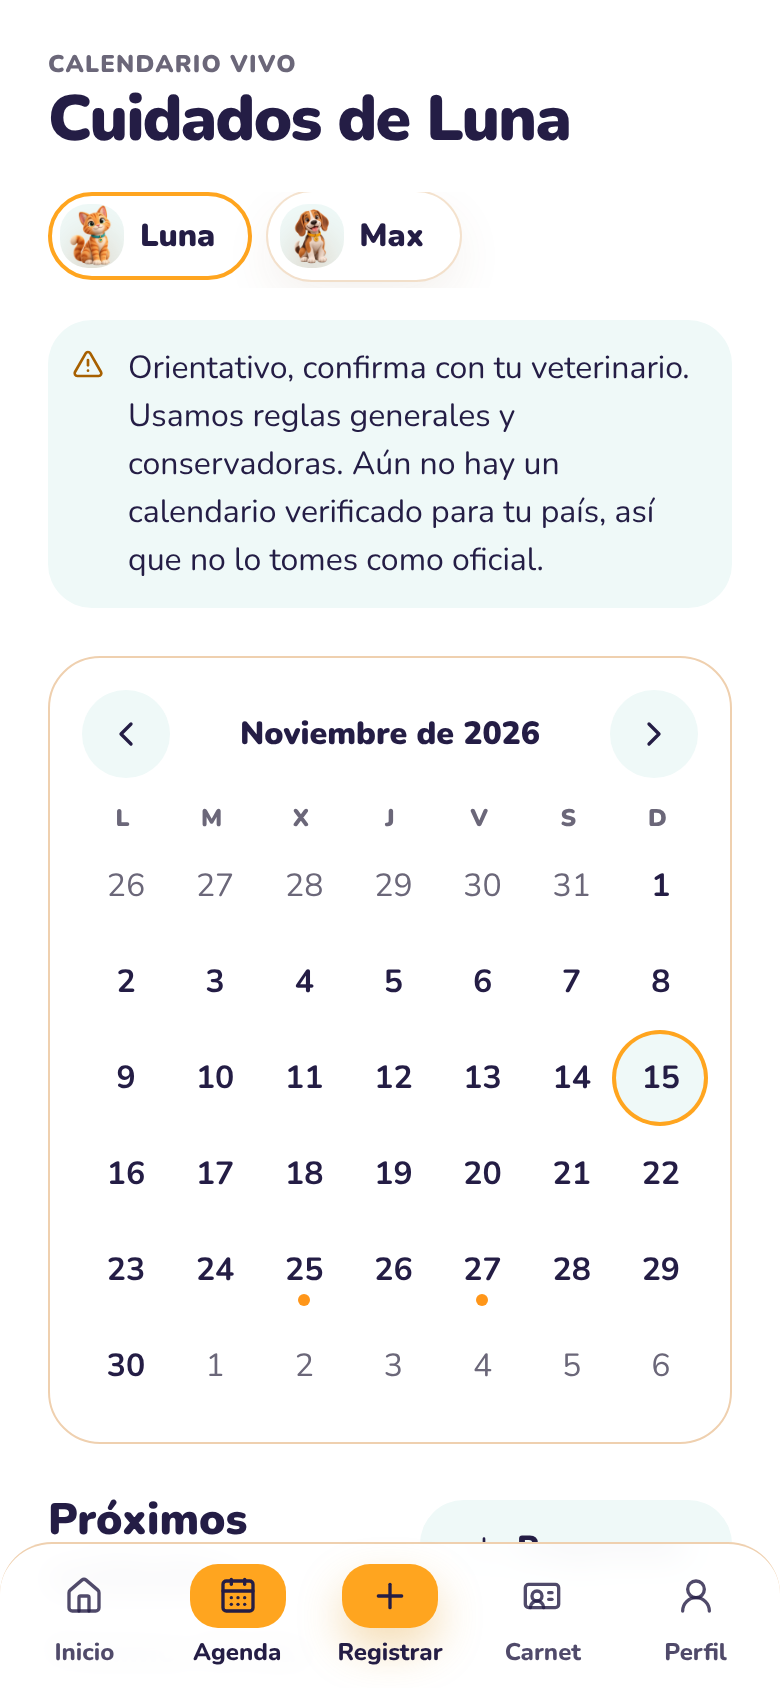 CALENDARIO VIVO
Cuidados de Luna
Luna Max
Orientativo, confirma con tu veterinario.
Usamos reglas generales y
conservadoras. Aún no hay un
calendario verificado para tu país, así
que no lo tomes como oficial.
Noviembre de 2026
L M X J V S D
26 27 28 29 30 31 1
2 3 4 5 6 7 8
9 10 11 12 13 14 15
16 17 18 19 20 21 22
23 24 25 26 27 28 29
30 1 2 3 4 5 6
Próximos
Inicio Agenda Registrar Carnet Perfil